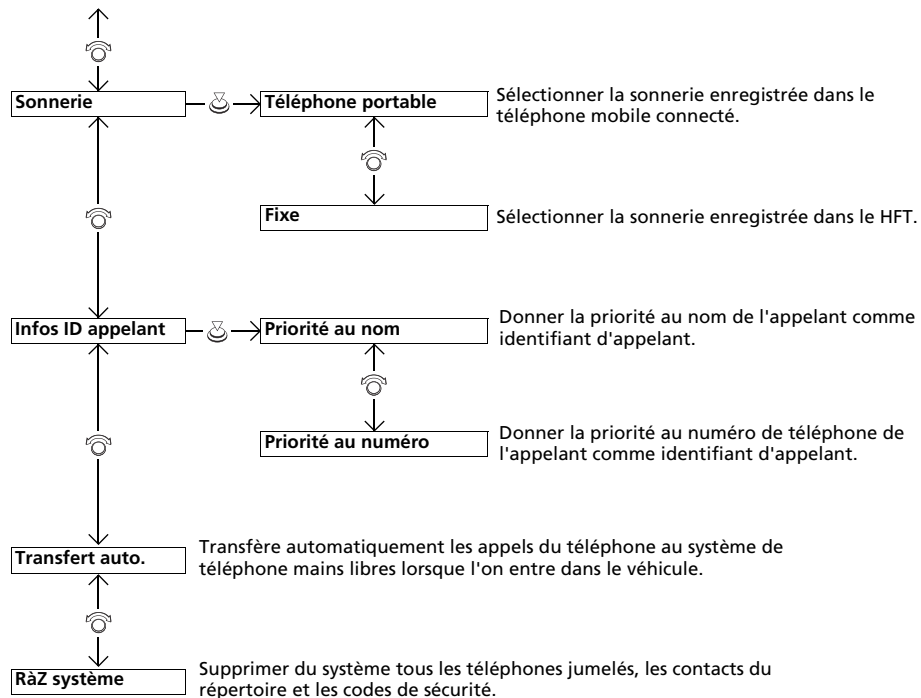 Sonnerie
Téléphone portable
Sélectionner la sonnerie enregistrée dans le
téléphone mobile connecté.
Fixe
Sélectionner la sonnerie enregistrée dans le HFT.
Infos ID appelant
Priorité au nom
Donner la priorité au nom de l'appelant comme
identifiant d'appelant.
Priorité au numéro
Donner la priorité au numéro de téléphone de
l'appelant comme identifiant d'appelant.
Transfert auto.
Transfère automatiquement les appels du téléphone au système de
téléphone mains libres lorsque l'on entre dans le véhicule.
RàZ système
Supprimer du système tous les téléphones jumelés, les contacts du
répertoire et les codes de sécurité.